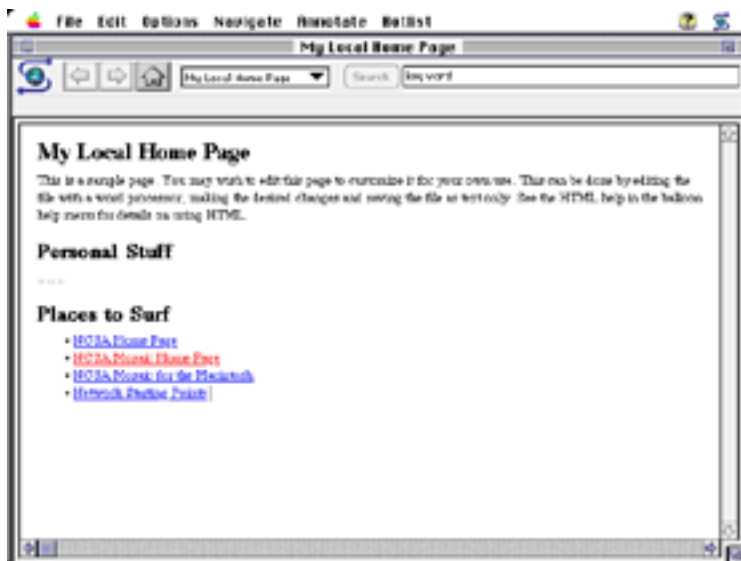 File Edit Options Navigate Annotate Hotlist
My Local Home Page
My Local Home Page Search keyword
My Local Home Page
This is a sample page. You may wish to edit this page to customize it for your own use. This can be done by editing the
file with a word processor, making the desired changes and saving the file as text only. See the HTML help in the balloon
help menu for details on using HTML.
Personal Stuff
Places to Surf
• NCSA Home Page
• NCSA Mosaic Home Page
• NCSA Mosaic for the Macintosh
• Network Starting Points